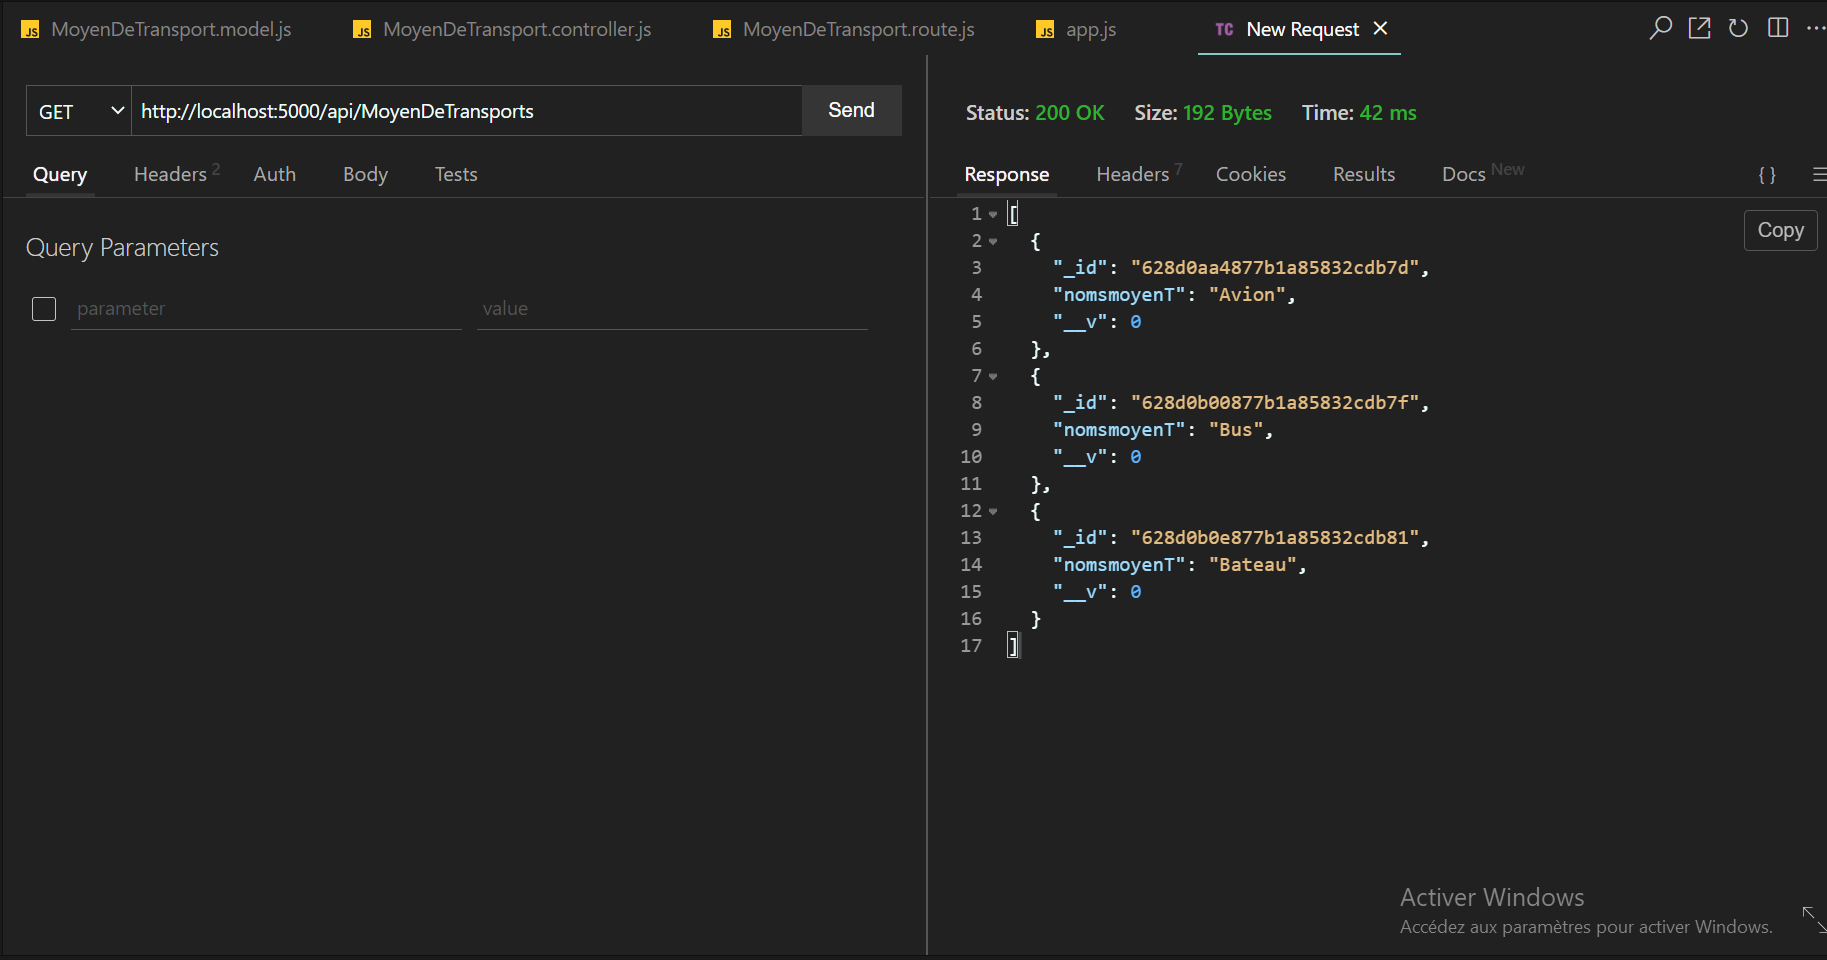 JS MoyenDeTransport.model.js JS MoyenDeTransport.controller.js JS MoyenDeTransport.route.js JS app.js TC New Request
GET http://localhost:5000/api/MoyenDeTransports Send
Query Headers 2 Auth Body Tests
Query Parameters
parameter value
Status: 200 OK Size: 192 Bytes Time: 42 ms
Response Headers 7 Cookies Results Docs New { }
Copy
1 [
2 {
3 "_id": "628d0aa4877b1a85832cdb7d",
4 "nomsmoyenT": "Avion",
5 "__v": 0
6 },
7 {
8 "_id": "628d0b00877b1a85832cdb7f",
9 "nomsmoyenT": "Bus",
10 "__v": 0
11 },
12 {
13 "_id": "628d0b0e877b1a85832cdb81",
14 "nomsmoyenT": "Bateau",
15 "__v": 0
16 }
17 ]
Activer Windows
Accédez aux paramètres pour activer Windows.